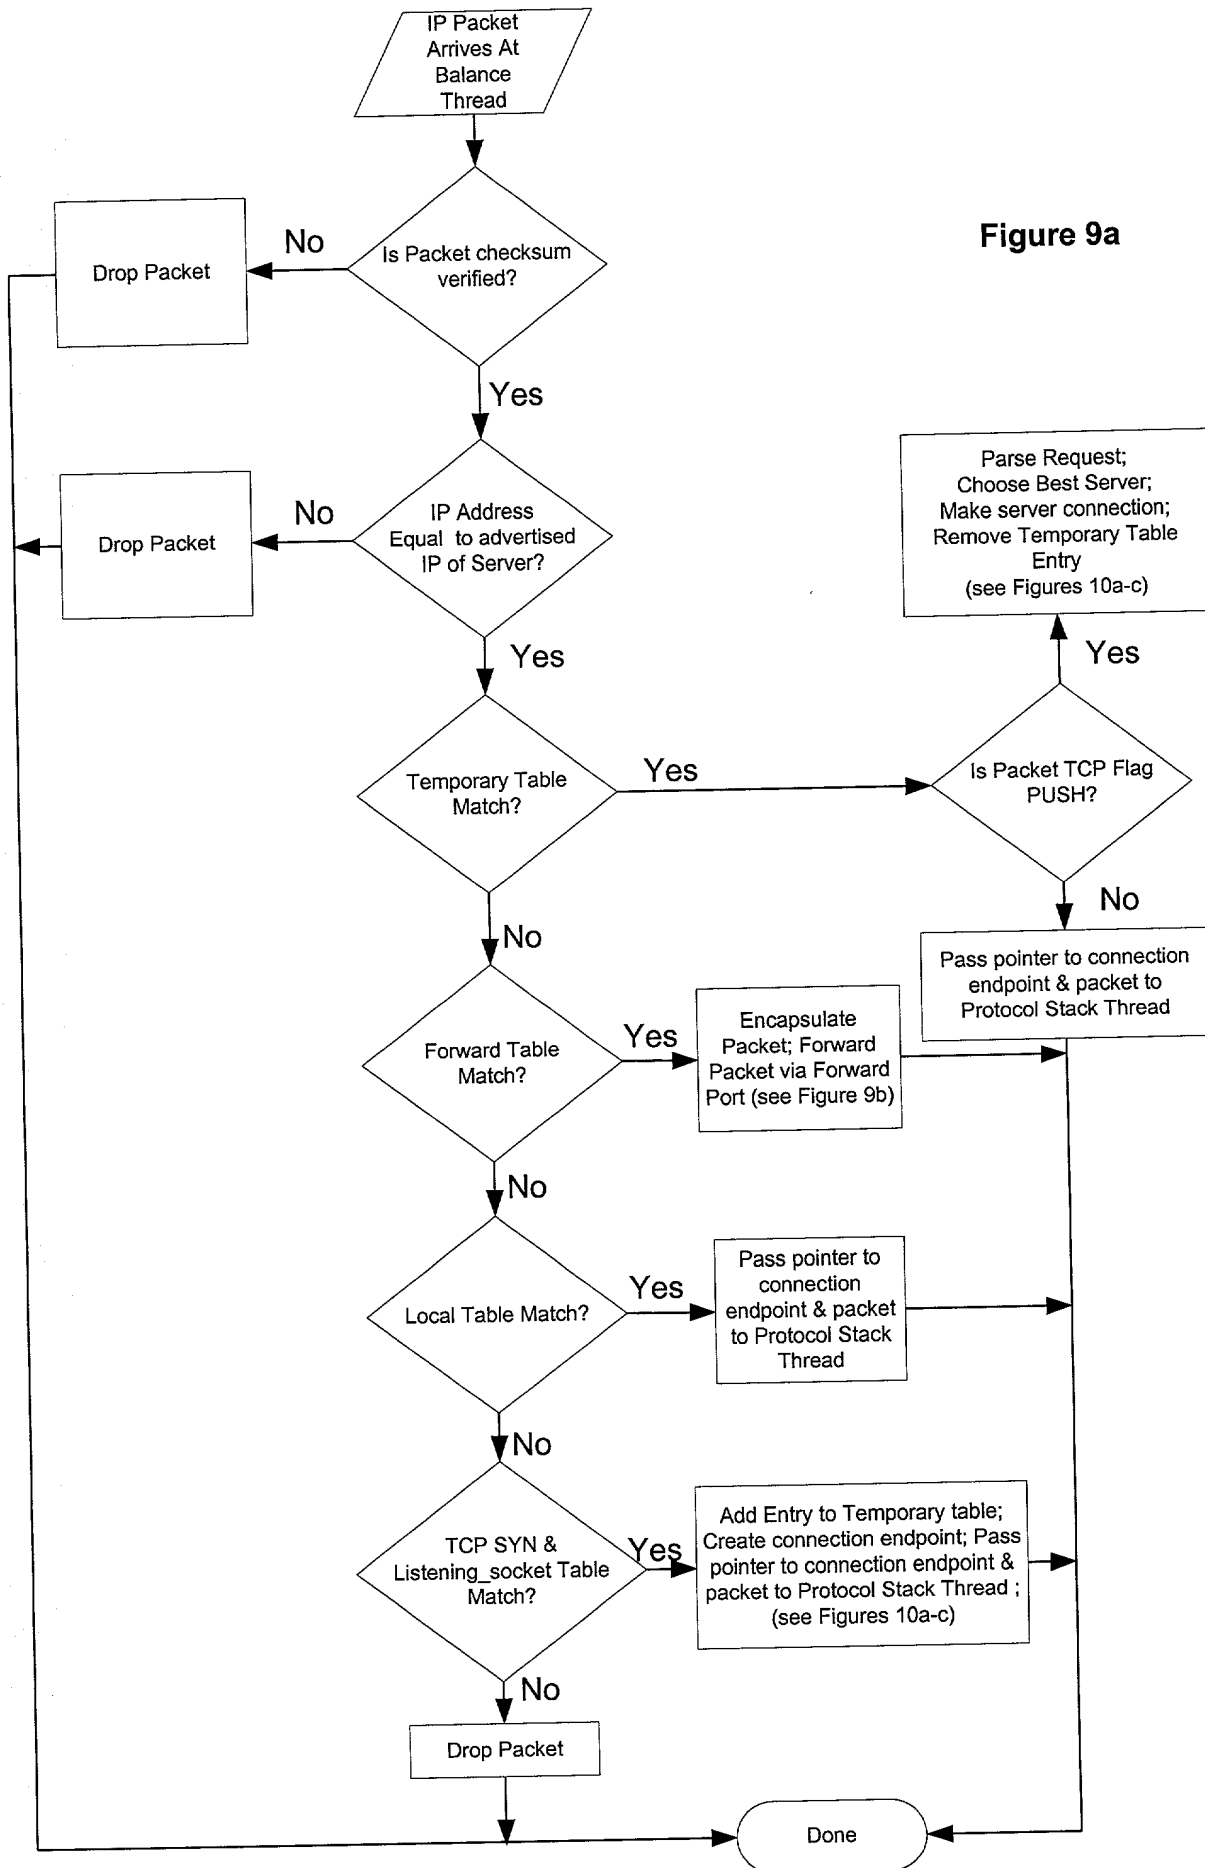 IP Packet
Arrives At
Balance
Thread
Figure 9a
Is Packet checksum
verified?
No
Drop Packet
Yes
IP Address
Equal to advertised
IP of Server?
No
Drop Packet
Yes
Parse Request;
Choose Best Server;
Make server connection;
Remove Temporary Table
Entry
(see Figures 10a-c)
Yes
Temporary Table
Match?
Yes
Is Packet TCP Flag
PUSH?
No
No
Pass pointer to connection
endpoint & packet to
Protocol Stack Thread
Forward Table
Match?
Yes
Encapsulate
Packet; Forward
Packet via Forward
Port (see Figure 9b)
No
Local Table Match?
Yes
Pass pointer to
connection
endpoint & packet
to Protocol Stack
Thread
No
TCP SYN &
Listening_socket Table
Match?
Yes
Add Entry to Temporary table;
Create connection endpoint; Pass
pointer to connection endpoint &
packet to Protocol Stack Thread ;
(see Figures 10a-c)
No
Drop Packet
Done